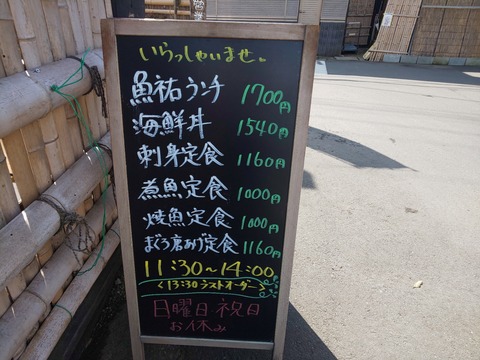 いらっしゃいませ。
魚祐ランチ 1700円
海鮮丼 1540円
刺身定食 1160円
煮魚定食 1000円
焼魚定食 1000円
まぐろ唐あげ定食 1160円
11:30~14:00
<13:30ラストオーダー>
日曜日・祝日
お休み